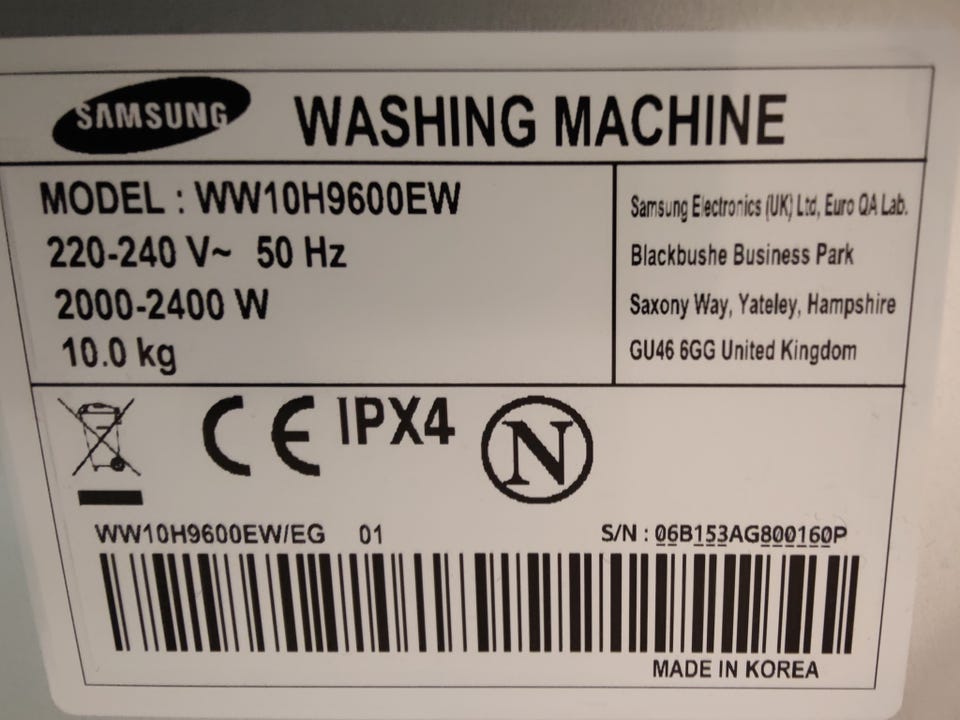 SAMSUNG WASHING MACHINE
MODEL : WW10H9600EW
220-240 V~ 50 Hz
2000-2400 W
10.0 kg
Samsung Electronics (UK) Ltd, Euro QA Lab.
Blackbushe Business Park
Saxony Way, Yateley, Hampshire
GU46 6GG United Kingdom
CE IPX4 N
WW10H9600EW/EG 01 S/N : 06B153AG800160P
MADE IN KOREA